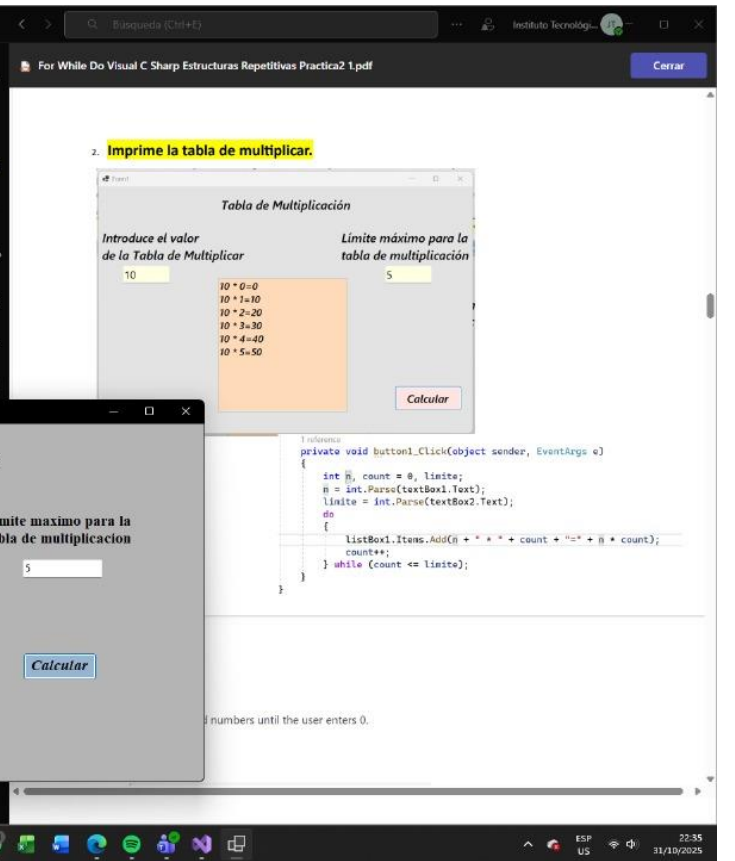 Búsqueda (Ctrl+E)
Instituto Tecnológi...
JT
For While Do Visual C Sharp Estructuras Repetitivas Practica2 1.pdf
Cerrar
2. Imprime la tabla de multiplicar.
Form1
Tabla de Multiplicación
Introduce el valor
de la Tabla de Multiplicar
Límite máximo para la
tabla de multiplicación
10
5
10 * 0=0
10 * 1=10
10 * 2=20
10 * 3=30
10 * 4=40
10 * 5=50
Calcular
1 reference
private void button1_Click(object sender, EventArgs e)
{
int n, count = 0, limite;
n = int.Parse(textBox1.Text);
limite = int.Parse(textBox2.Text);
do
{
listBox1.Items.Add(n + " * " + count + "=" + n * count);
count++;
} while (count <= limite);
}
}
mite maximo para la
bla de multiplicacion
5
Calcular
numbers until the user enters 0.
ESP
US
22:35
31/10/2025